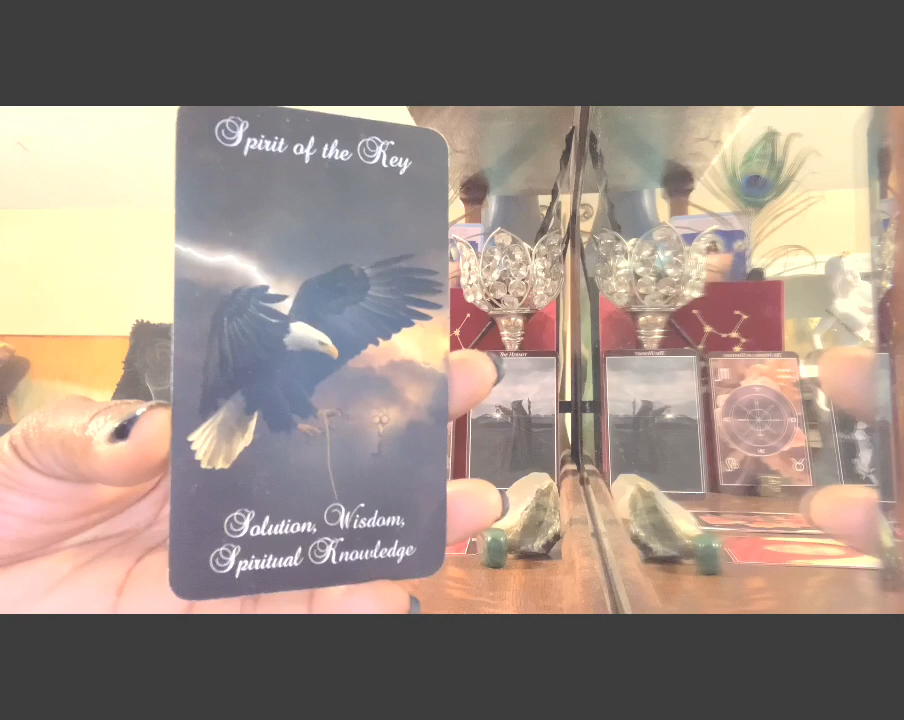 Spirit of the Key
Solution, Wisdom,
Spiritual Knowledge
The Hermit